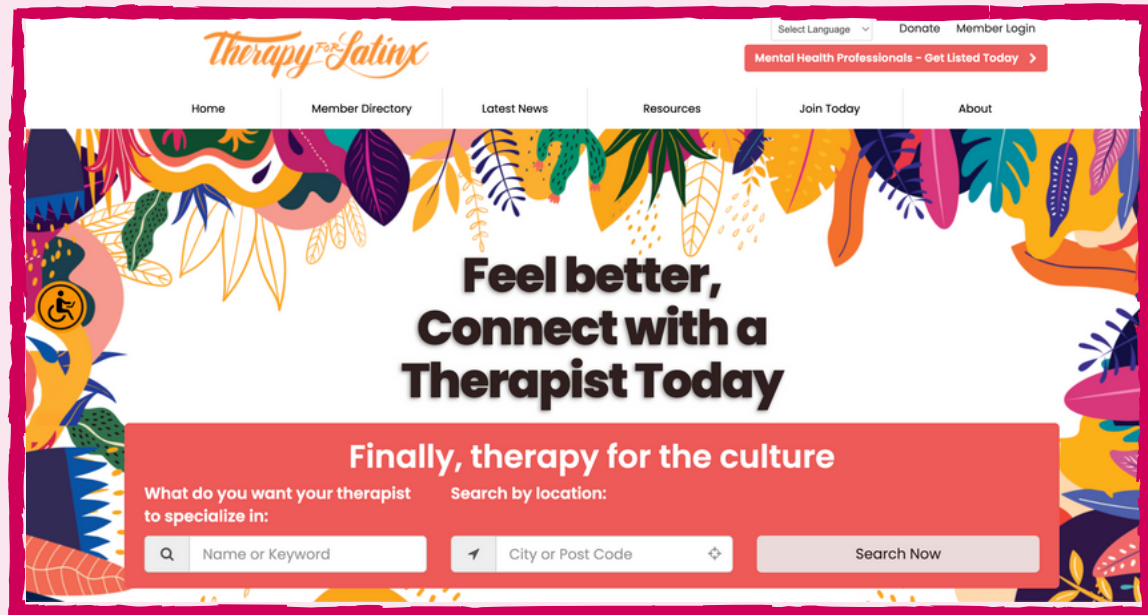 Therapy FOR Latinx
Select Language Donate Member Login
Mental Health Professionals - Get Listed Today
Home Member Directory Latest News Resources Join Today About
Feel better,
Connect with a
Therapist Today
Finally, therapy for the culture
What do you want your therapist
to specialize in:
Search by location:
Name or Keyword
City or Post Code
Search Now